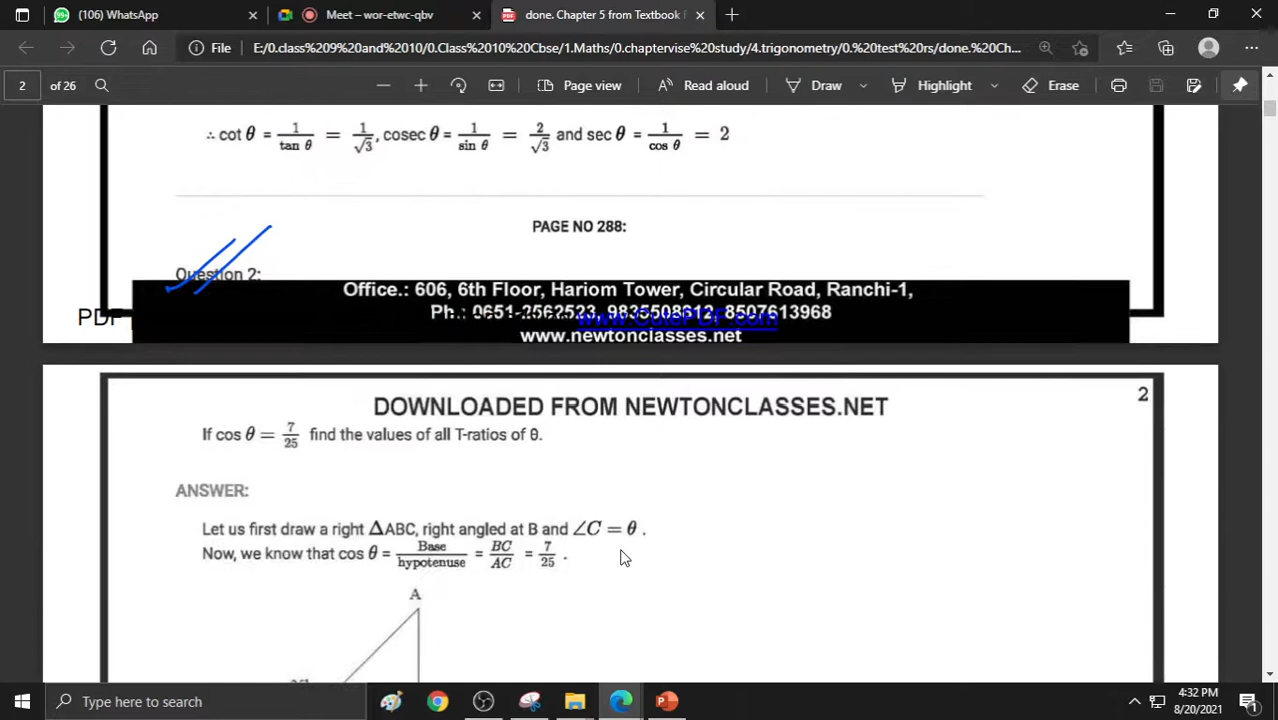 (106) WhatsApp
Meet – wor-etwc-qbv
done. Chapter 5 from Textbook
File
E:/0.class%209%20and%2010/0.Class%2010%20Cbse/1.Maths/0.chaptervise%20study/4.trigonometry/0.%20test%20rs/done.%20Ch...
2 of 26
Page view
Read aloud
Draw
Highlight
Erase
∴ cot θ = 1/tan θ = 1/√3, cosec θ = 1/sin θ = 2/√3 and sec θ = 1/cos θ = 2
PAGE NO 288:
Question 2:
Office.: 606, 6th Floor, Hariom Tower, Circular Road, Ranchi-1,
PDF
Ph. 0651-2562523, 9835508812, 8507613968
www.CutePDF.com
www.newtonclasses.net
2
DOWNLOADED FROM NEWTONCLASSES.NET
If cos θ = 7/25 find the values of all T-ratios of θ.
ANSWER:
Let us first draw a right ΔABC, right angled at B and ∠C = θ .
Now, we know that cos θ = Base/hypotenuse = BC/AC = 7/25 .
A
Type here to search
4:32 PM
8/20/2021
1